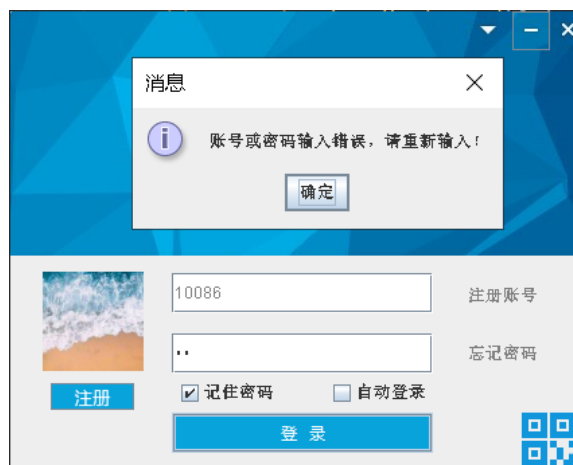 消息
账号或密码输入错误，请重新输入！
确定
10086
注册账号
忘记密码
注册
记住密码
自动登录
登 录